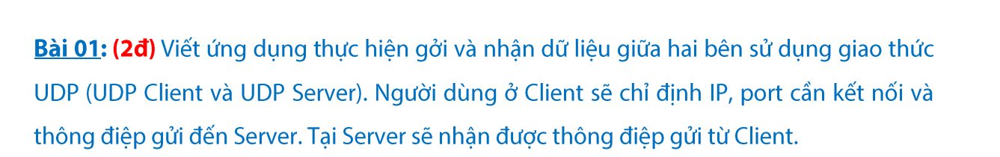 Bài 01: (2đ) Viết ứng dụng thực hiện gởi và nhận dữ liệu giữa hai bên sử dụng giao thức
UDP (UDP Client và UDP Server). Người dùng ở Client sẽ chỉ định IP, port cần kết nối và
thông điệp gửi đến Server. Tại Server sẽ nhận được thông điệp gửi từ Client.